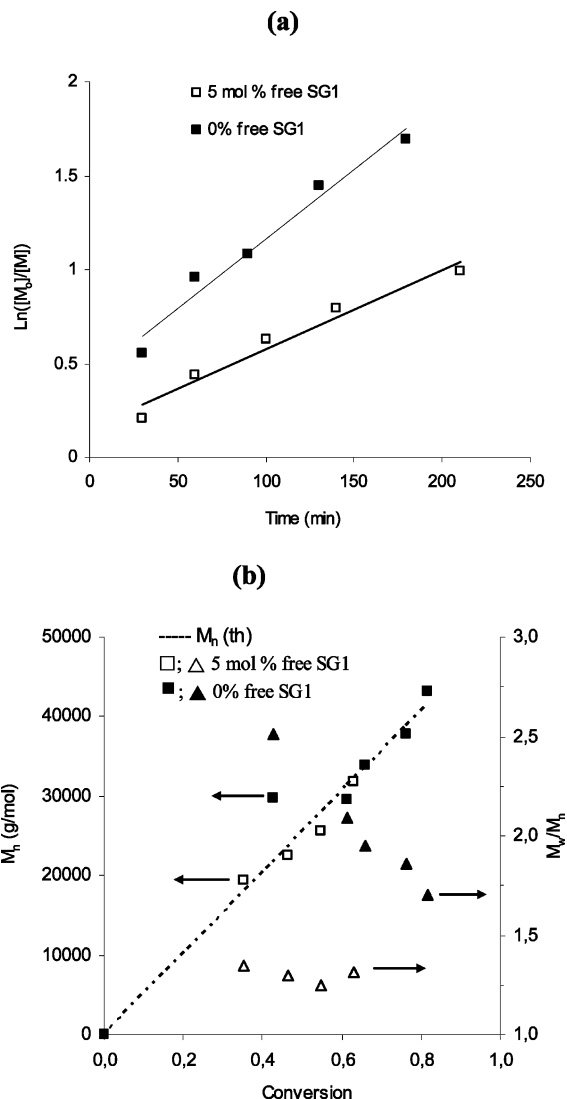 (a)
2
1.5
1
0.5
0
5 mol % free SG1
0% free SG1
Ln([M₀]/[M])
0 50 100 150 200 250
Time (min)
(b)
50000
40000
30000
20000
10000
0
Mₙ (th)
; 5 mol % free SG1
; 0% free SG1
Mₙ (g/mol)
3,0
2,5
2,0
1,5
1,0
M_w/Mₙ
0,0 0,2 0,4 0,6 0,8 1,0
Conversion